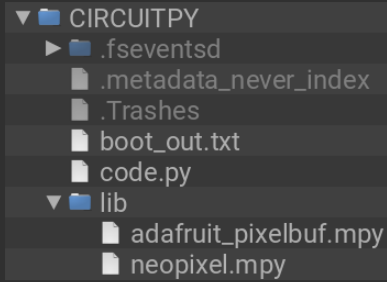 CIRCUITPY
.fseventsd
.metadata_never_index
.Trashes
boot_out.txt
code.py
lib
adafruit_pixelbuf.mpy
neopixel.mpy